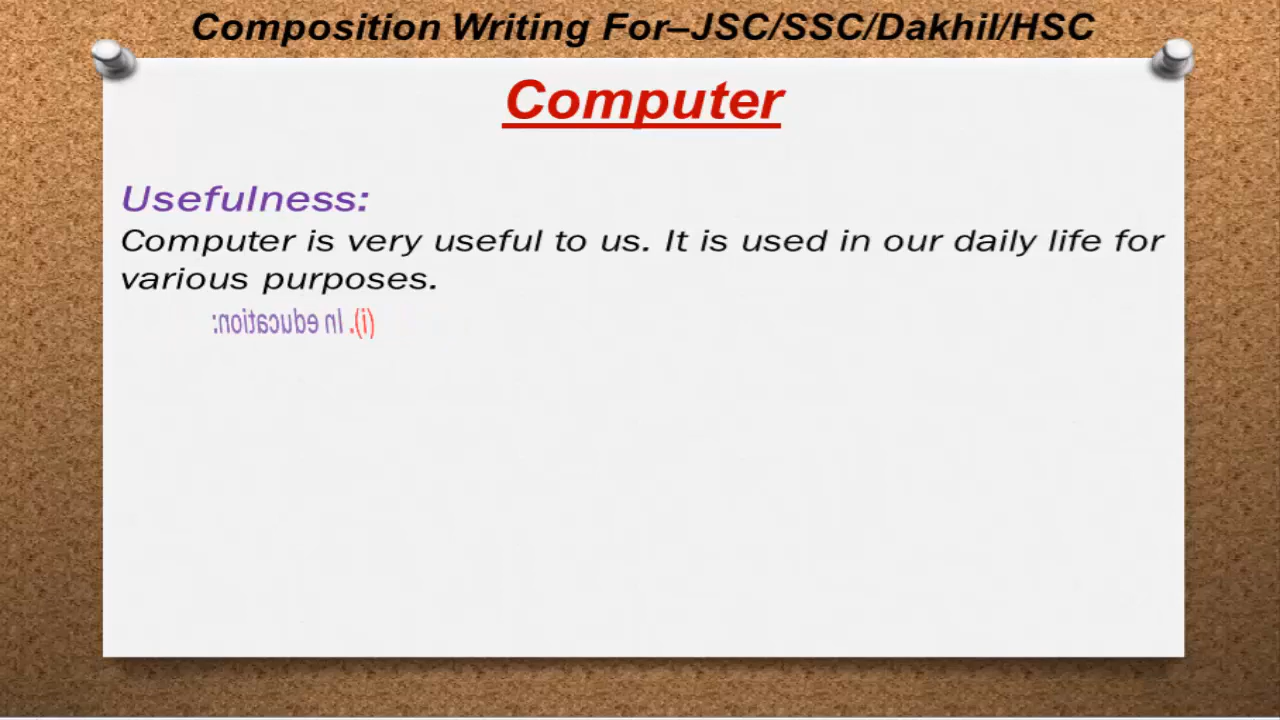 Composition Writing For–JSC/SSC/Dakhil/HSC
Computer
Usefulness:
Computer is very useful to us. It is used in our daily life for
various purposes.
(i). In education: